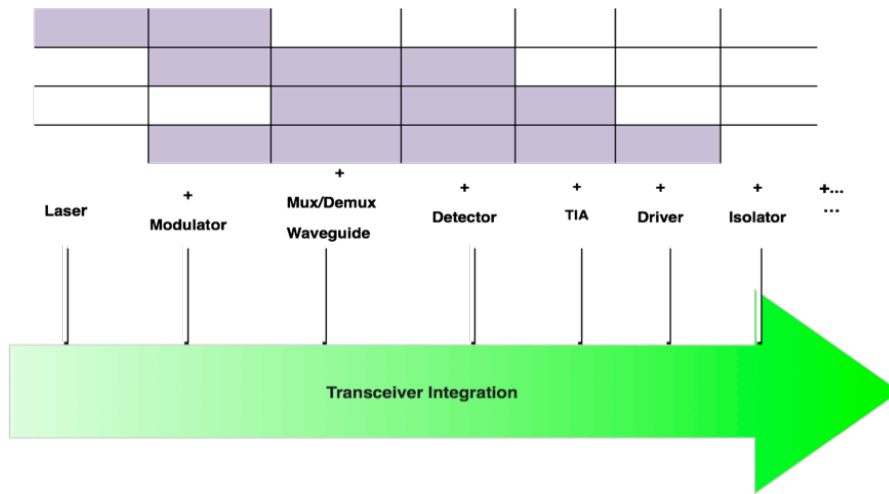 +
+
+
+
+
+
+...
...
Laser
Modulator
Mux/Demux
Waveguide
Detector
TIA
Driver
Isolator
Transceiver Integration